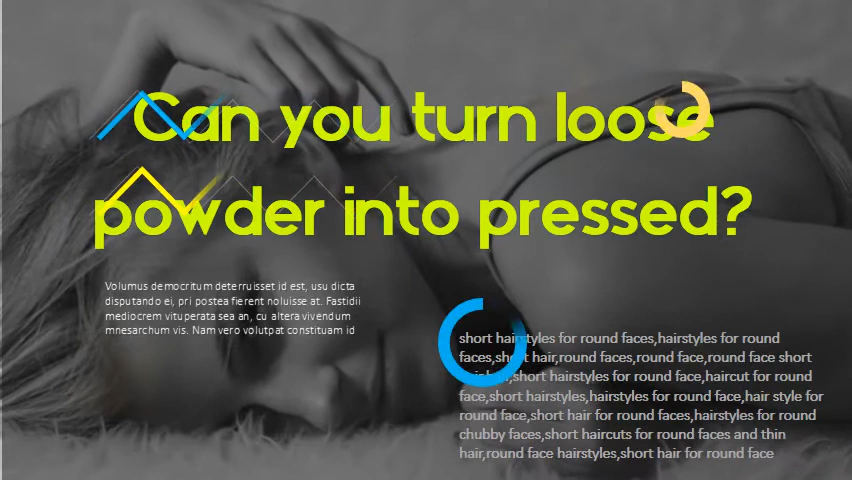 Can you turn loose
powder into pressed?
Volumus democritum deterruisset id est, usu dicta
disputando ei, pri postea fierent noluisse at. Fastidii
mediocrem vituperata sea an, cu altera vivendum
mnesarchum vis. Nam vero volutpat constituam id
short hairstyles for round faces,hairstyles for round
faces,short hair,round faces,round face,round face short
,short hairstyles for round face,haircut for round
face,short hairstyles,hairstyles for round face,hair style for
round face,short hair for round faces,hairstyles for round
chubby faces,short haircuts for round faces and thin
hair,round face hairstyles,short hair for round face